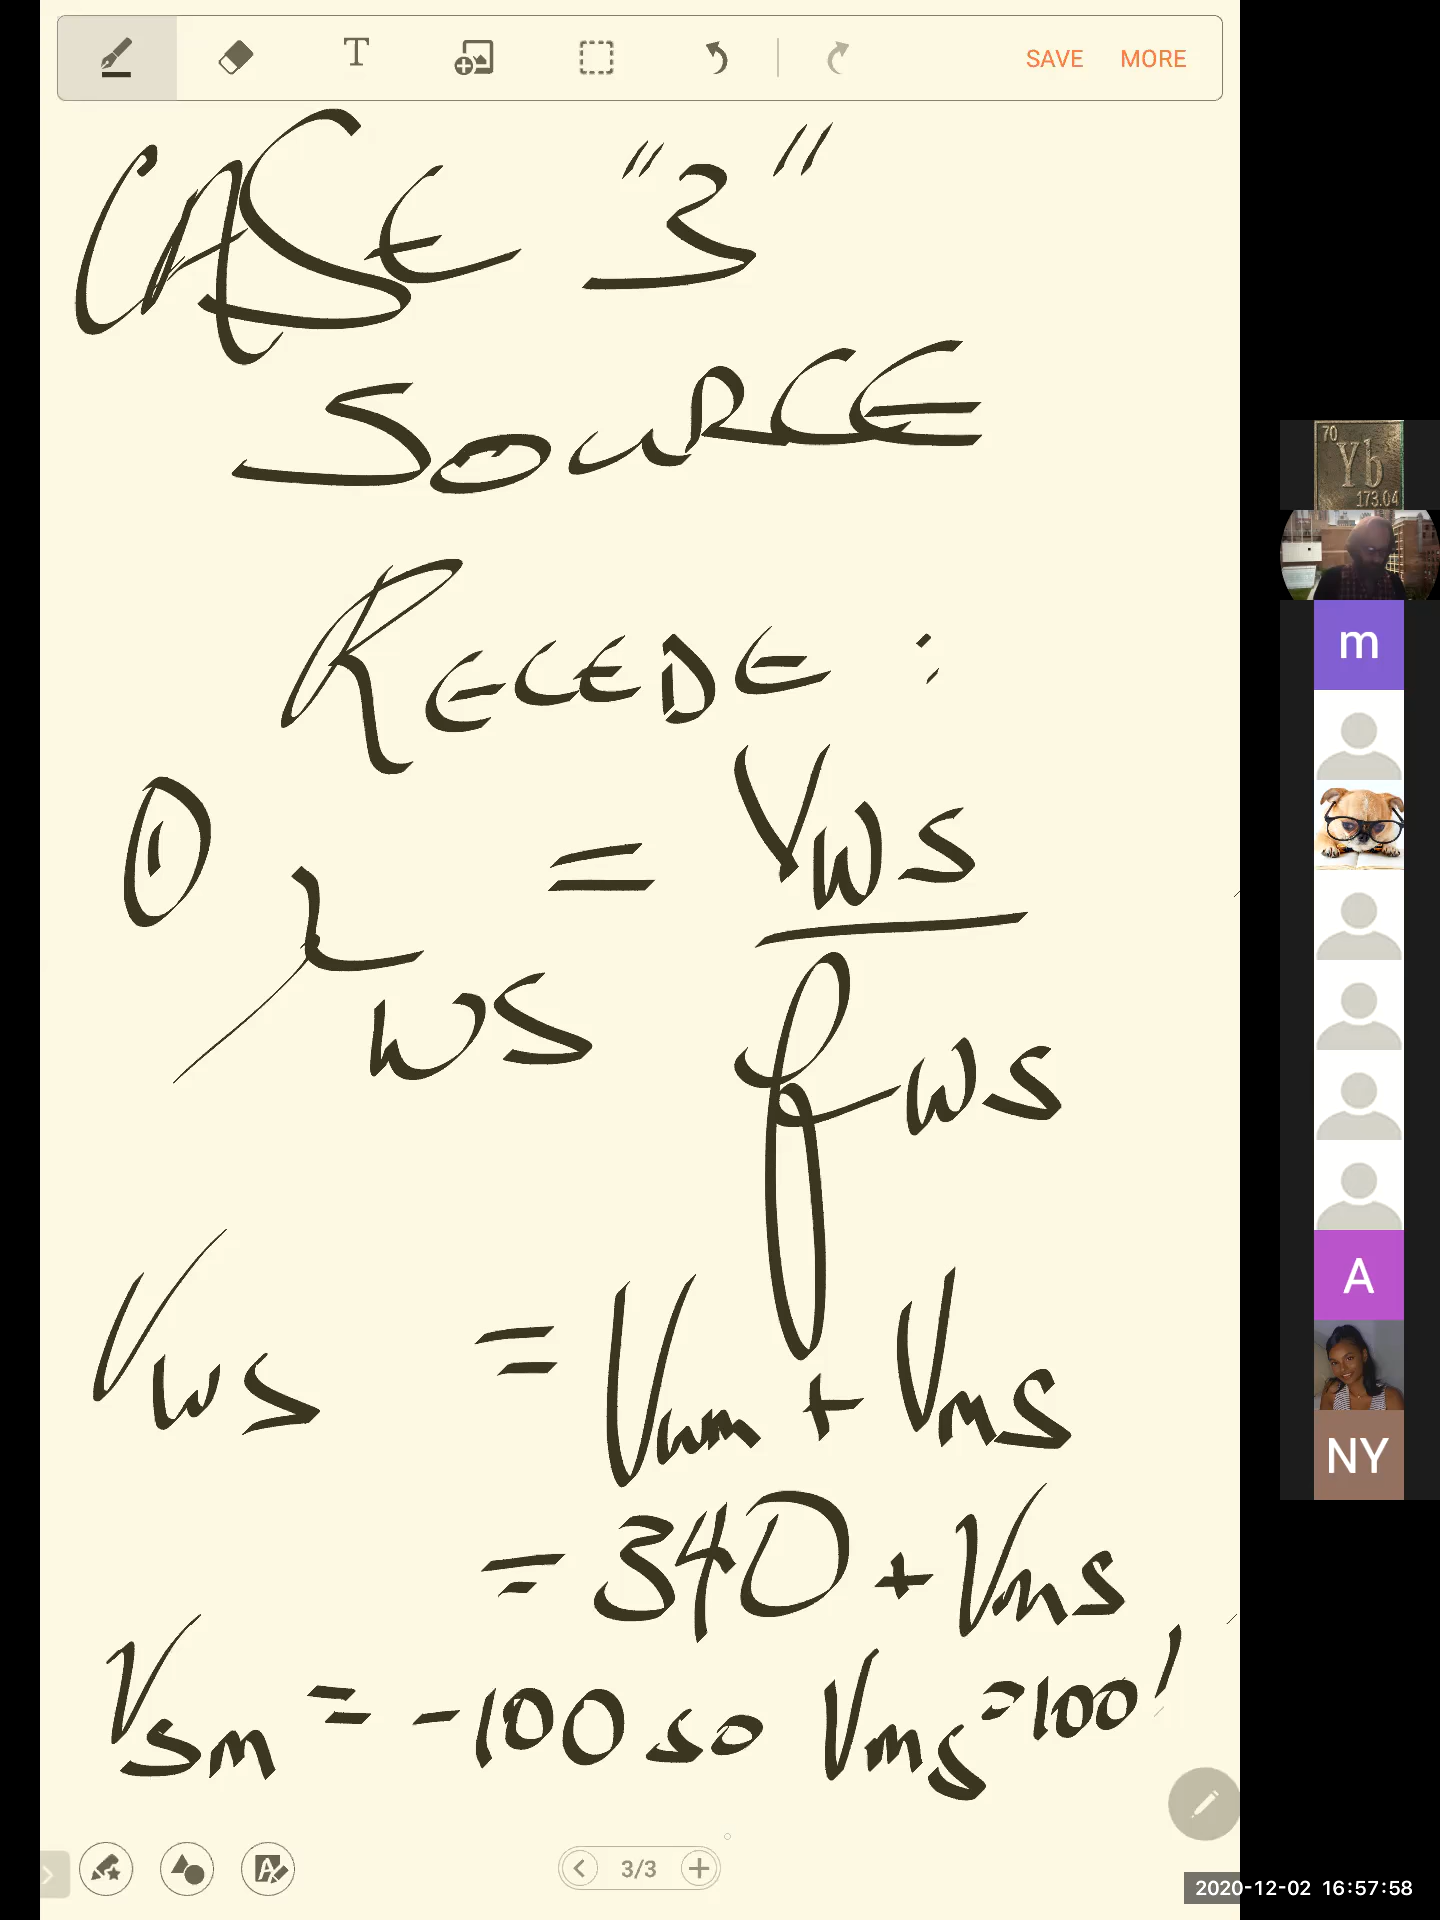 T SAVE MORE
CASE "3"
SOURCE
RECEDE :
① λws = Vws / fws
Vws = Vwm + Vms
= 340 + Vms
Vsm = -100 so Vms = 100!
3/3
A
70
Yb
173.04
m
A
NY
2020-12-02 16:57:58